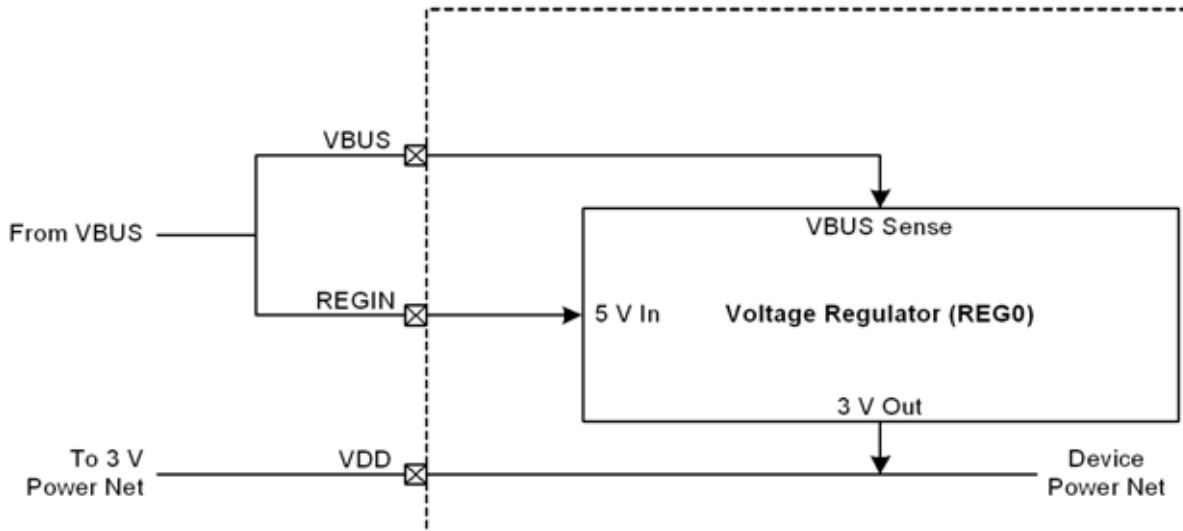 VBUS
From VBUS
VBUS Sense
REGIN
5 V In
Voltage Regulator (REG0)
3 V Out
To 3 V
Power Net
VDD
Device
Power Net